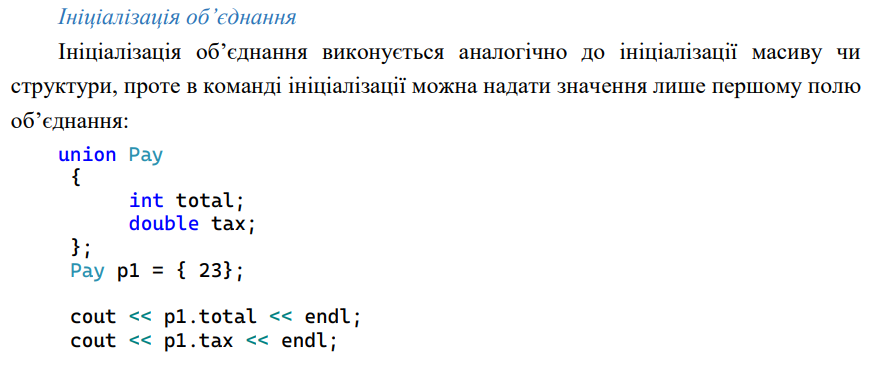 Ініціалізація об’єднання
Ініціалізація об’єднання виконується аналогічно до ініціалізації масиву чи
структури, проте в команді ініціалізації можна надати значення лише першому полю
об’єднання:
union Pay
{
int total;
double tax;
};
Pay p1 = { 23};
cout << p1.total << endl;
cout << p1.tax << endl;